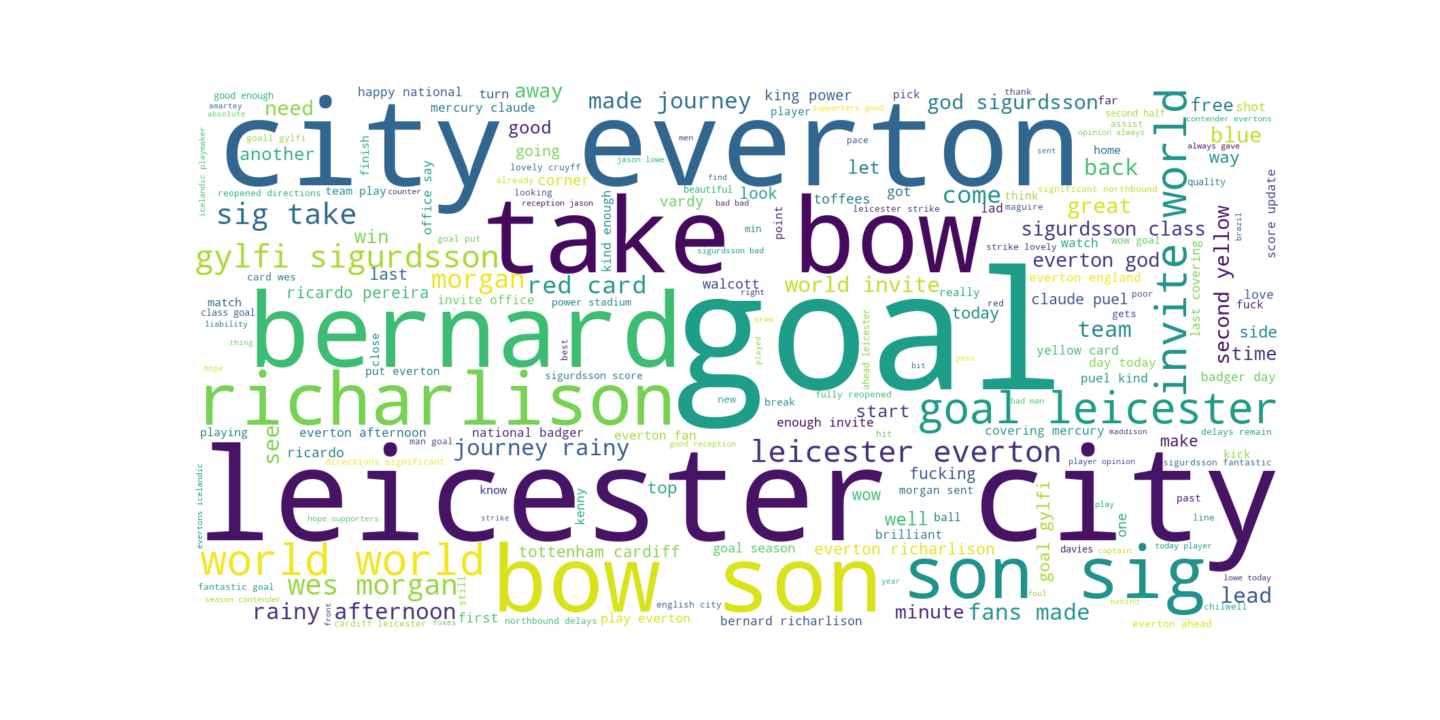 good enough
happy national
turn
away
amartey
absolute
need
mercury claude
made journey
king power
pick
thank
god sigurdsson
far
free
shot
supporters good
player
second half
assist
contender evertons
city everton
goall gylfi
another
finish
good
going
men
pace
let
opinion always
back
always gave
blue
way
icelandic playmaker
lovely cruyff
jason lowe
sent
home
invite world
reopened directions
team play
counter
office say
already
corner
looking
find
beautiful
look
vardy
toffees
got
come
think
significant northbound
quality
sig take
reception jason
kind enough
bad bad
leicester strike
lad
maguire
great
score update
take bow
point
min
sigurdsson class
second yellow
brazil
win
goal put
sigurdsson bad
strike lovely
watch
wow goal
last covering
gylfi sigurdsson
everton god
card wes
last
morgan
red card
walcott
world invite
really
everton england
ricardo pereira
invite office
power stadium
right
red
claude puel
poor
love
fuck
match
class goal
liability
today
gets
team
side
bernard
goal
draw
thing
close
best
played
ahead leicester
yellow card
time
hope
put everton
sigurdsson score
bit
pass
day today
puel kind
badger day
richarlison
new
break
fully reopened
bad man
start
goal leicester
enough invite
playing
see
everton afternoon
national badger
everton fan
hit
covering mercury
maddison
delays remain
man goal
good reception
make
ricardo
journey rainy
leicester everton
kick
directions significant
fucking
player opinion
sigurdsson fantastic
leicester city
evertons icelandic
know
kenny
top
wow
morgan sent
past
hope supporters
strike
well
ball
goal gylfi
play
one
line
brilliant
world world
tottenham cardiff
goal season
everton richarlison
davies
captain
today player
fantastic goal
wes morgan
still
bow son
year
son sig
lowe today
season contender
foul
behind
lead
rainy afternoon
front
english city
minute
fans made
chilwell
cardiff leicester
foxes
first
northbound delays
play everton
bernard richarlison
everton ahead